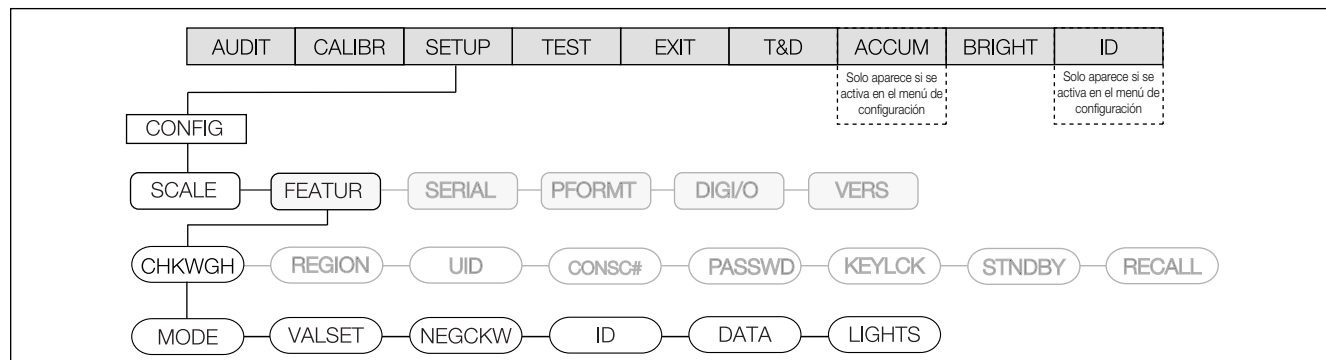 AUDIT CALIBR SETUP TEST EXIT T&D ACCUM BRIGHT ID
Solo aparece si se
activa en el menú de
configuración
Solo aparece si se
activa en el menú de
configuración
CONFIG
SCALE FEATUR SERIAL PFORMT DIGI/O VERS
CHKWGH REGION UID CONSC# PASSWD KEYLCK STNDBY RECALL
MODE VALSET NEGCKW ID DATA LIGHTS